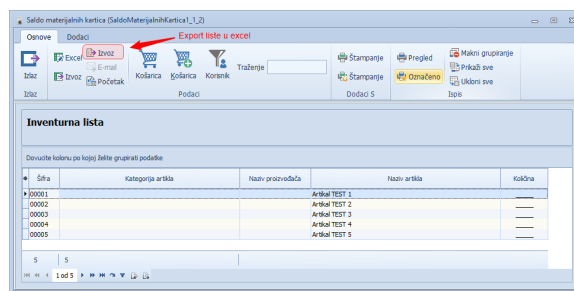 Saldo materijalnih kartica (SaldoMaterijalnihKartica1_1_2)
Osnove Dodaci
Export liste u excel
Izlaz
Excel
Izvoz
Izvoz
E-mail
Početak
Košarica
Košarica
Korisnik
Traženje
Štampanje
Štampanje
Pregled
Označeno
Makni grupiranje
Prikaži sve
Ukloni sve
Izlaz Podaci Dodaci S Ispis
Inventurna lista
Dovucite kolonu po kojoj želite grupirati podatke
Šifra Kategorija artikla Naziv proizvođača Naziv artikla Količina
00001 Artikal TEST 1
00002 Artikal TEST 2
00003 Artikal TEST 3
00004 Artikal TEST 4
00005 Artikal TEST 5
5 5
1 od 5